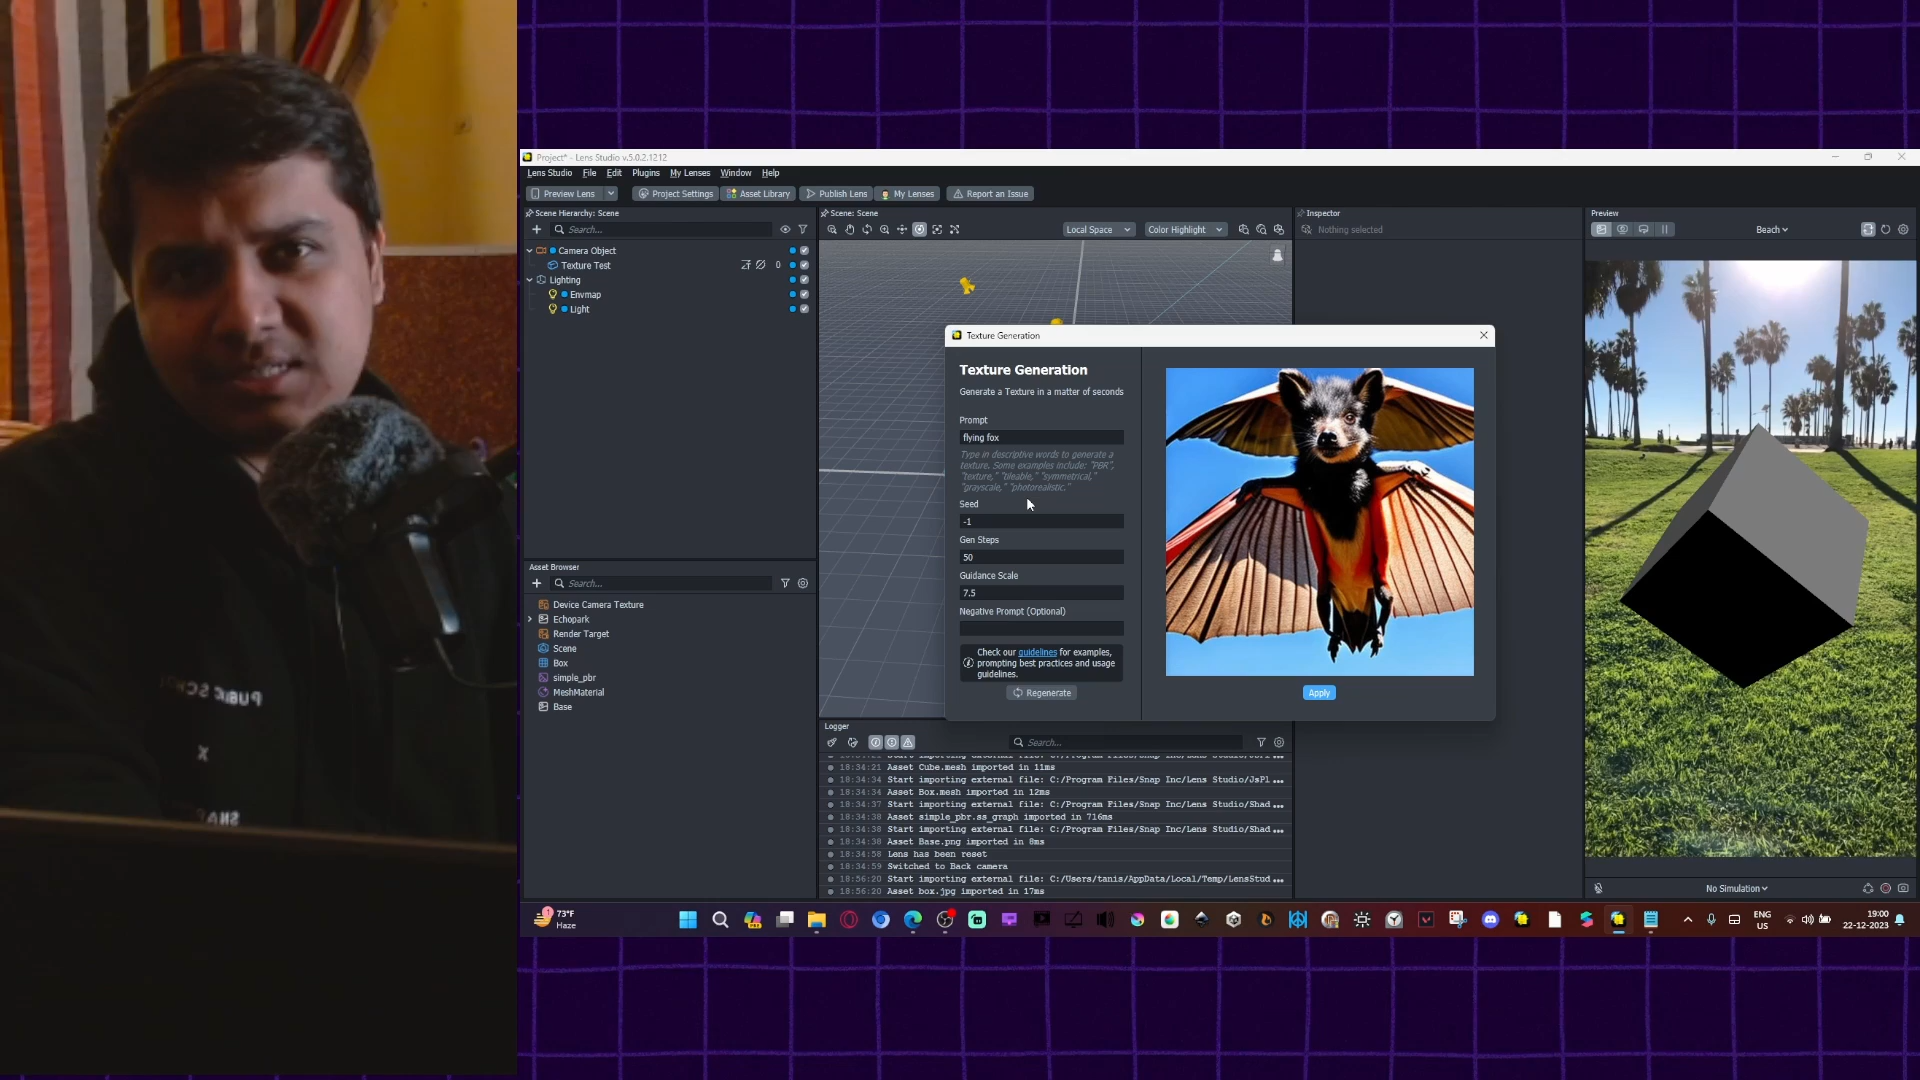 PUBLIC
X
SNAP
Project* - Lens Studio v.5.0.2.1212
Lens Studio File Edit Plugins My Lenses Window Help
Preview Lens Project Settings Asset Library Publish Lens My Lenses Report an Issue
Scene Hierarchy: Scene
Search...
Camera Object
Texture Test 0
Lighting
Envmap
Light
Asset Browser
Search...
Device Camera Texture
Echopark
Render Target
Scene
Box
simple_pbr
MeshMaterial
Base
Scene: Scene
Local Space Color Highlight
Inspector
Nothing selected
Preview
Beach
Texture Generation
Texture Generation
Generate a Texture in a matter of seconds
Prompt
flying fox
Type in descriptive words to generate a
texture. Some examples include: "PBR",
"texture," "tileable," "symmetrical,"
"grayscale," "photorealistic."
Seed
-1
Gen Steps
50
Guidance Scale
7.5
Negative Prompt (Optional)
Check our guidelines for examples,
prompting best practices and usage
guidelines.
Regenerate
Apply
Logger
Search...
18:34:21 Asset Cube.mesh imported in 11ms
18:34:34 Start importing external file: C:/Program Files/Snap Inc/Lens Studio/JsPl ...
18:34:34 Asset Box.mesh imported in 12ms
18:34:37 Start importing external file: C:/Program Files/Snap Inc/Lens Studio/Shad ...
18:34:38 Asset simple_pbr.ss_graph imported in 716ms
18:34:38 Start importing external file: C:/Program Files/Snap Inc/Lens Studio/Shad ...
18:34:38 Asset Base.png imported in 8ms
18:34:58 Lens has been reset
18:34:59 Switched to Back camera
18:56:20 Start importing external file: C:/Users/tanis/AppData/Local/Temp/LensStud ...
18:56:20 Asset box.jpg imported in 17ms
No Simulation
73°F
Haze
ENG
US
19:00
22-12-2023